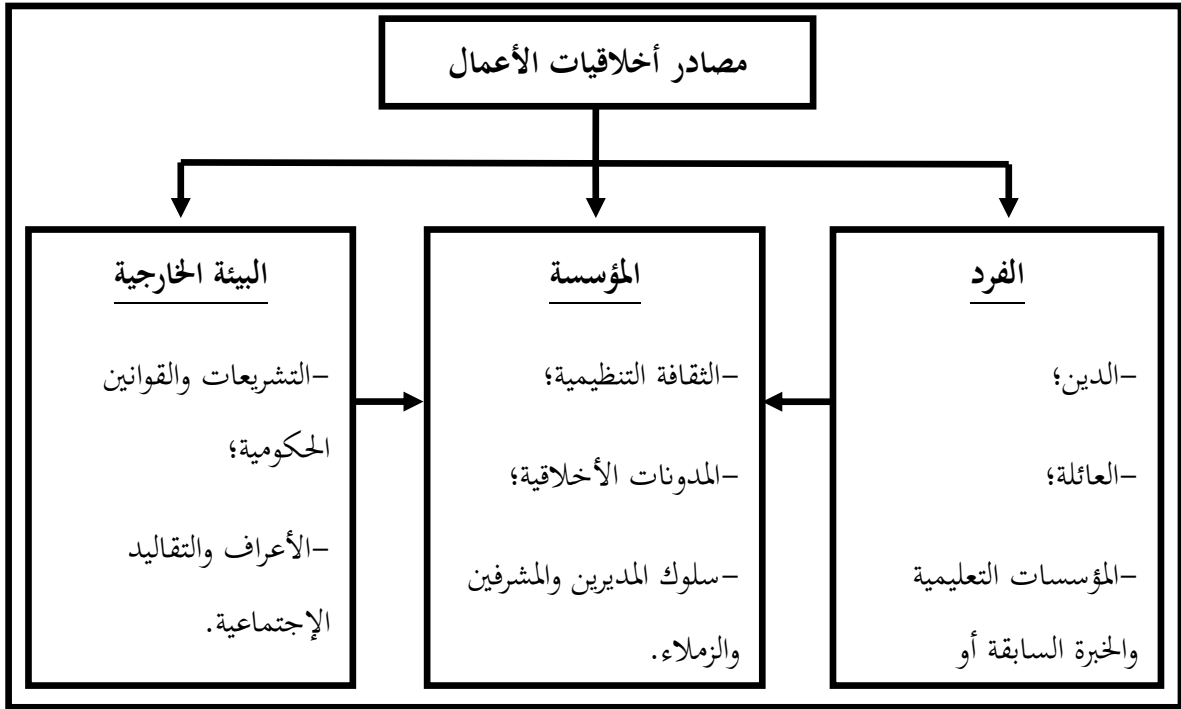 مصادر أخلاقيات الأعمال
الفرد
–الدين؛
–العائلة؛
–المؤسسات التعليمية
والخبرة السابقة أو
المؤسسة
–الثقافة التنظيمية؛
–المدونات الأخلاقية؛
–سلوك المديرين والمشرفين
والزملاء.
البيئة الخارجية
–التشريعات والقوانين
الحكومية؛
–الأعراف والتقاليد
الإجتماعية.